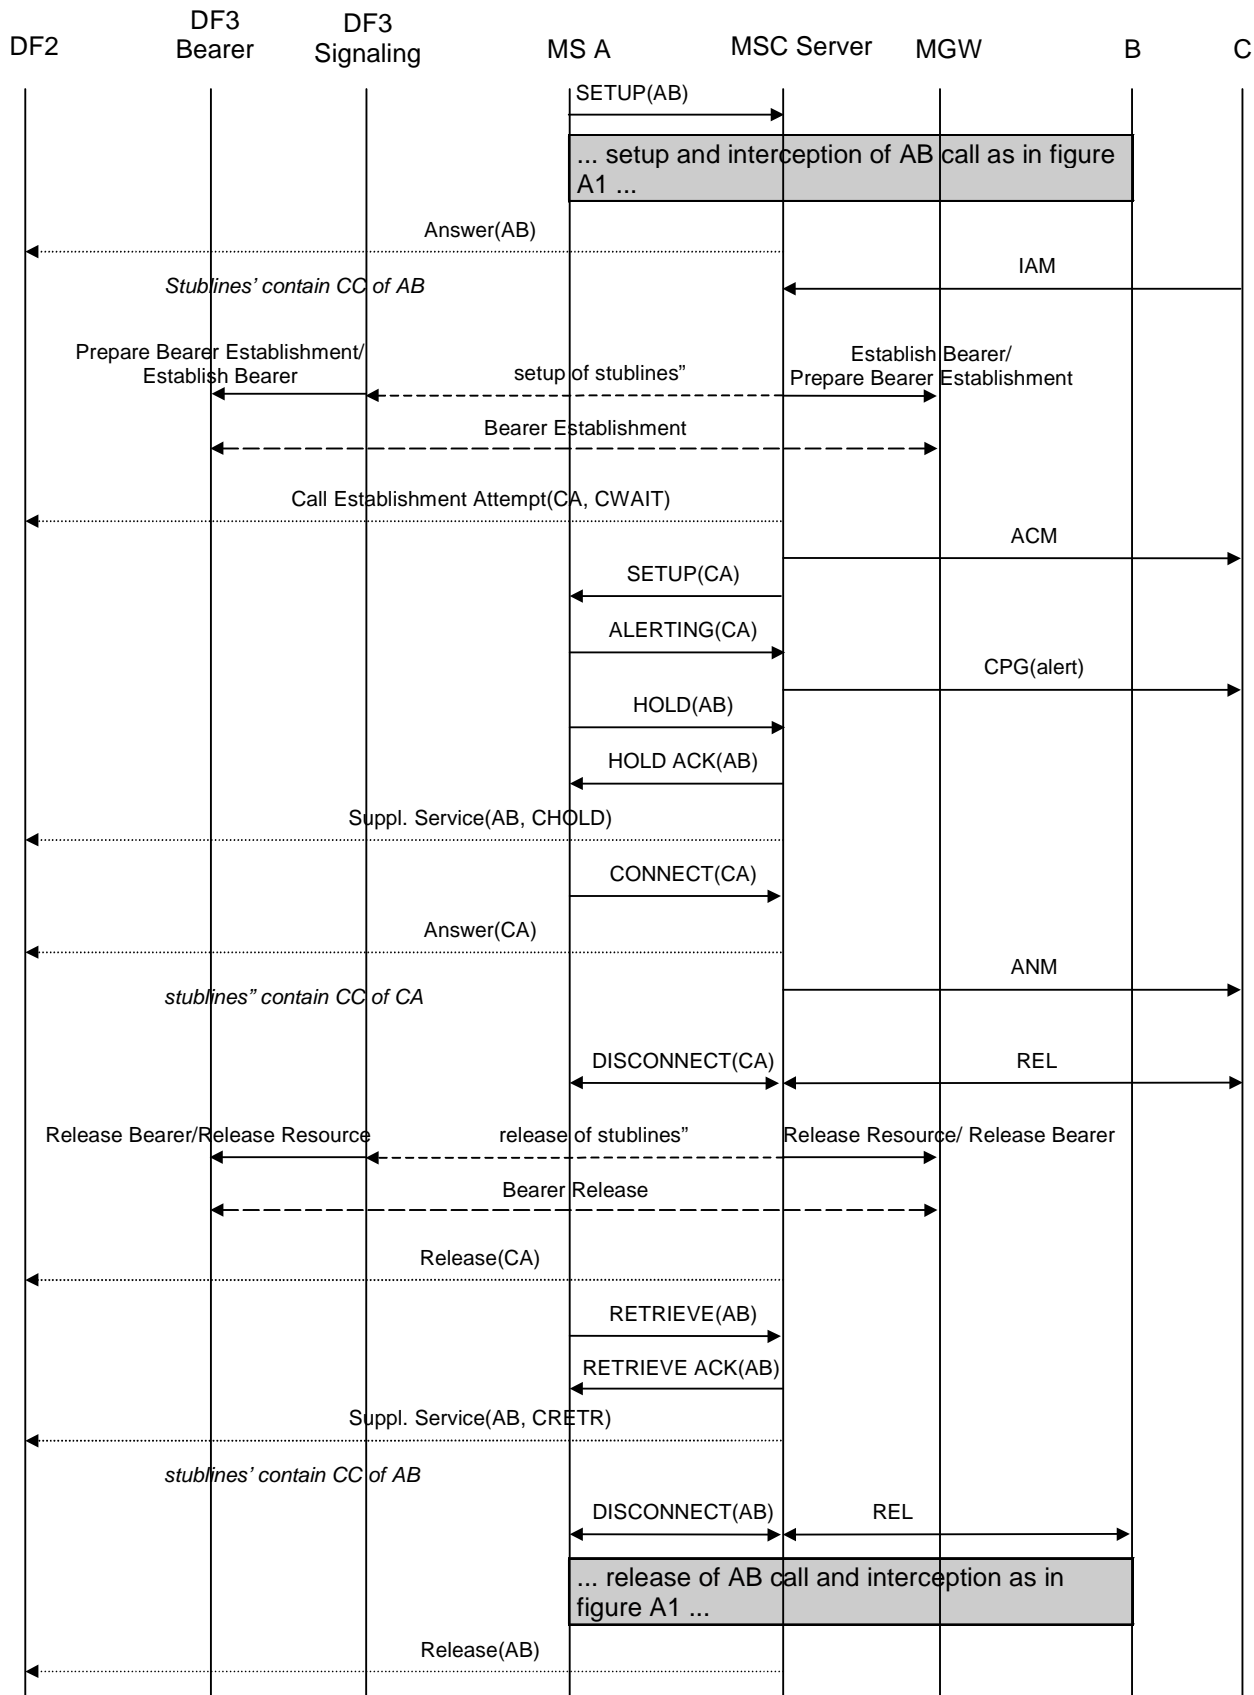 DF2
DF3
Bearer
DF3
Signaling
MS A
MSC Server
MGW
B
C
SETUP(AB)
... setup and interception of AB call as in figure
A1 ...
Answer(AB)
IAM
Stublines’ contain CC of AB
Prepare Bearer Establishment/
Establish Bearer
setup of stublines”
Establish Bearer/
Prepare Bearer Establishment
Bearer Establishment
Call Establishment Attempt(CA, CWAIT)
ACM
SETUP(CA)
ALERTING(CA)
CPG(alert)
HOLD(AB)
HOLD ACK(AB)
Suppl. Service(AB, CHOLD)
CONNECT(CA)
Answer(CA)
ANM
stublines” contain CC of CA
DISCONNECT(CA)
REL
Release Bearer/Release Resource
release of stublines”
Release Resource/ Release Bearer
Bearer Release
Release(CA)
RETRIEVE(AB)
RETRIEVE ACK(AB)
Suppl. Service(AB, CRETR)
stublines’ contain CC of AB
DISCONNECT(AB)
REL
... release of AB call and interception as in
figure A1 ...
Release(AB)